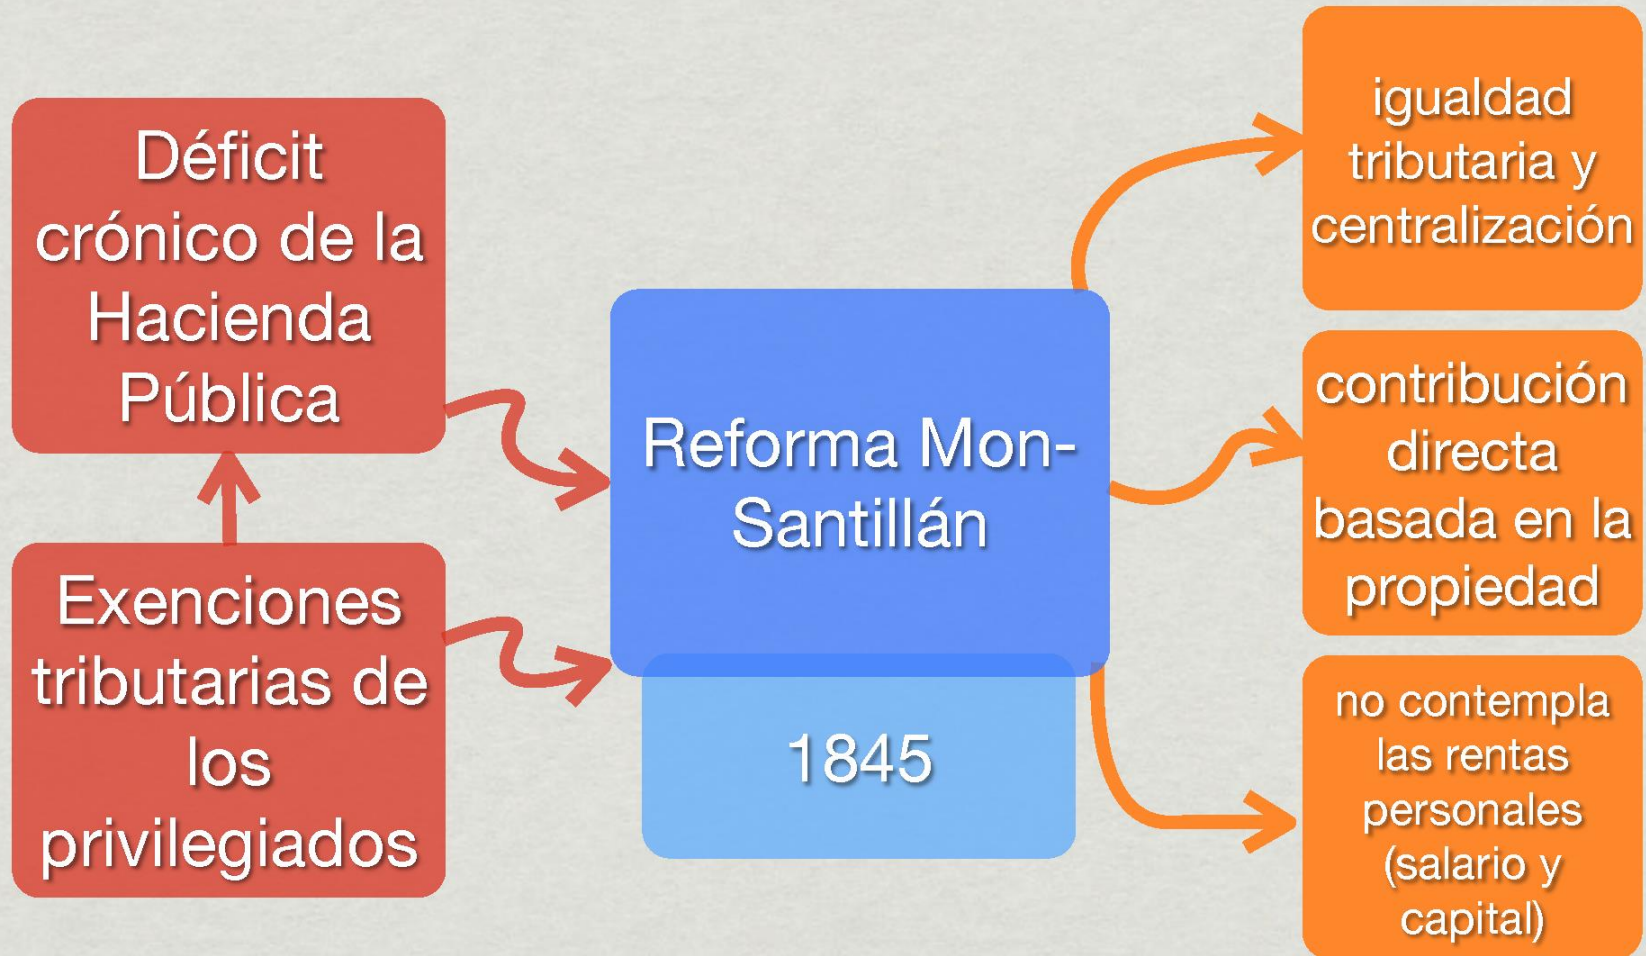 Déficit
crónico de la
Hacienda
Pública
Exenciones
tributarias de
los
privilegiados
Reforma Mon-
Santillán
1845
igualdad
tributaria y
centralización
contribución
directa
basada en la
propiedad
no contempla
las rentas
personales
(salario y
capital)